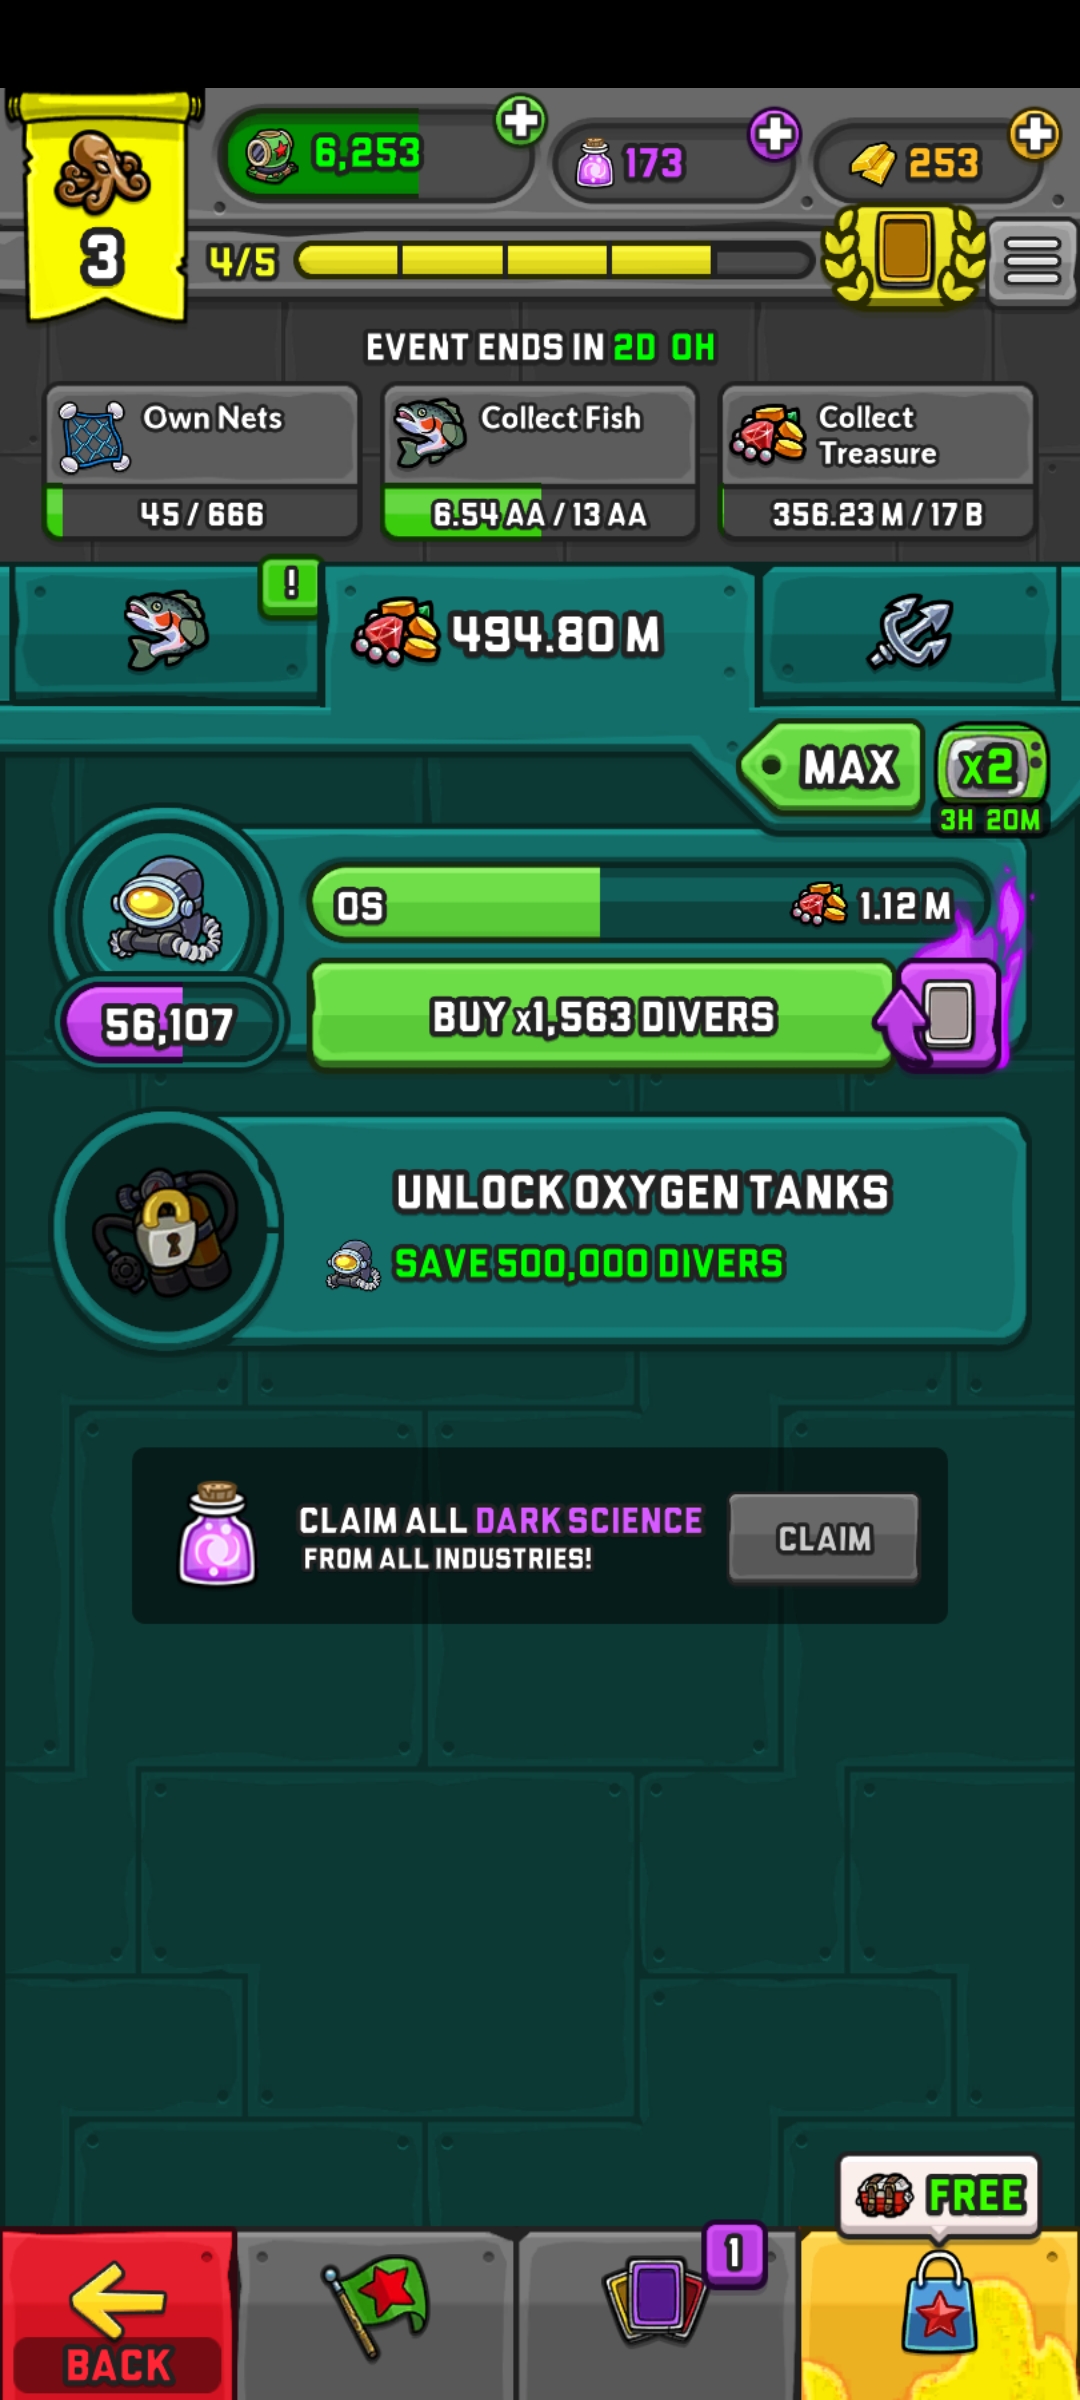 6,253
173
253
3
4/5
EVENT ENDS IN 2D 0H
Own Nets
45 / 666
Collect Fish
6.54 AA / 13 AA
Collect
Treasure
356.23 M / 17 B
!
494.80 M
MAX
x2
3H 20M
0S
1.12 M
56,107
BUY x1,563 DIVERS
UNLOCK OXYGEN TANKS
SAVE 500,000 DIVERS
CLAIM ALL DARK SCIENCE
FROM ALL INDUSTRIES!
CLAIM
FREE
1
BACK